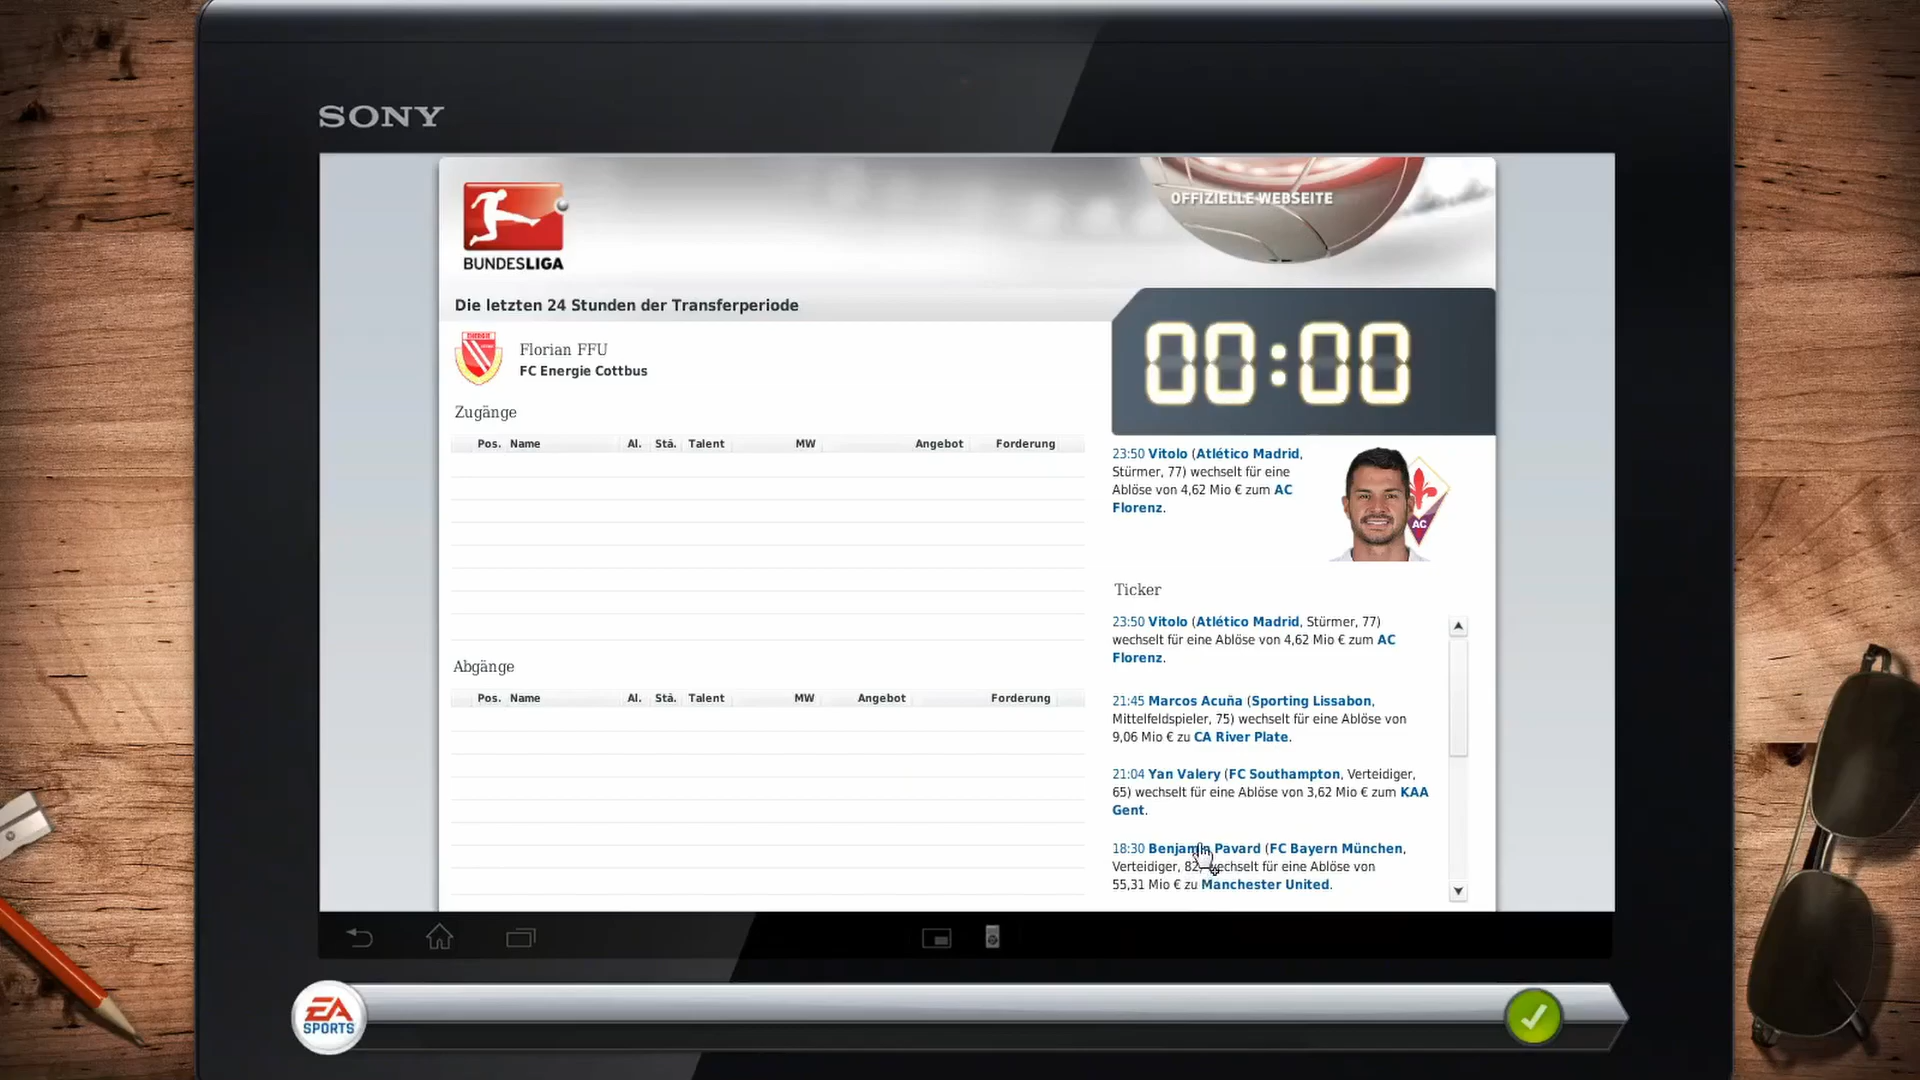 SONY
OFFIZIELLE WEBSEITE
BUNDESLIGA
Die letzten 24 Stunden der Transferperiode
00:00
Florian FFU
FC Energie Cottbus
Zugänge
Pos. Name Al. Stä. Talent MW Angebot Forderung
23:50 Vitolo (Atlético Madrid,
Stürmer, 77) wechselt für eine
Ablöse von 4,62 Mio € zum AC
Florenz.
AC
Ticker
23:50 Vitolo (Atlético Madrid, Stürmer, 77)
wechselt für eine Ablöse von 4,62 Mio € zum AC
Florenz.
21:45 Marcos Acuña (Sporting Lissabon,
Mittelfeldspieler, 75) wechselt für eine Ablöse von
9,06 Mio € zu CA River Plate.
21:04 Yan Valery (FC Southampton, Verteidiger,
65) wechselt für eine Ablöse von 3,62 Mio € zum KAA
Gent.
18:30 Benjamin Pavard (FC Bayern München,
Verteidiger, 82) wechselt für eine Ablöse von
55,31 Mio € zu Manchester United.
Abgänge
Pos. Name Al. Stä. Talent MW Angebot Forderung
EA
SPORTS